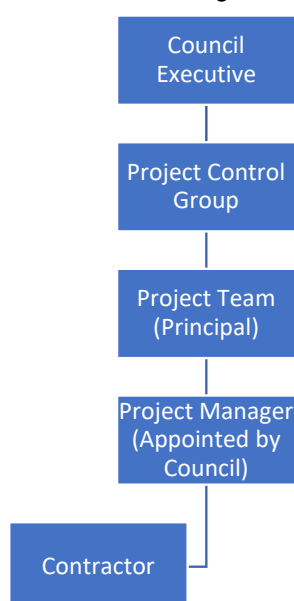 Council
Executive
Project Control
Group
Project Team
(Principal)
Project Manager
(Appointed by
Council)
Contractor